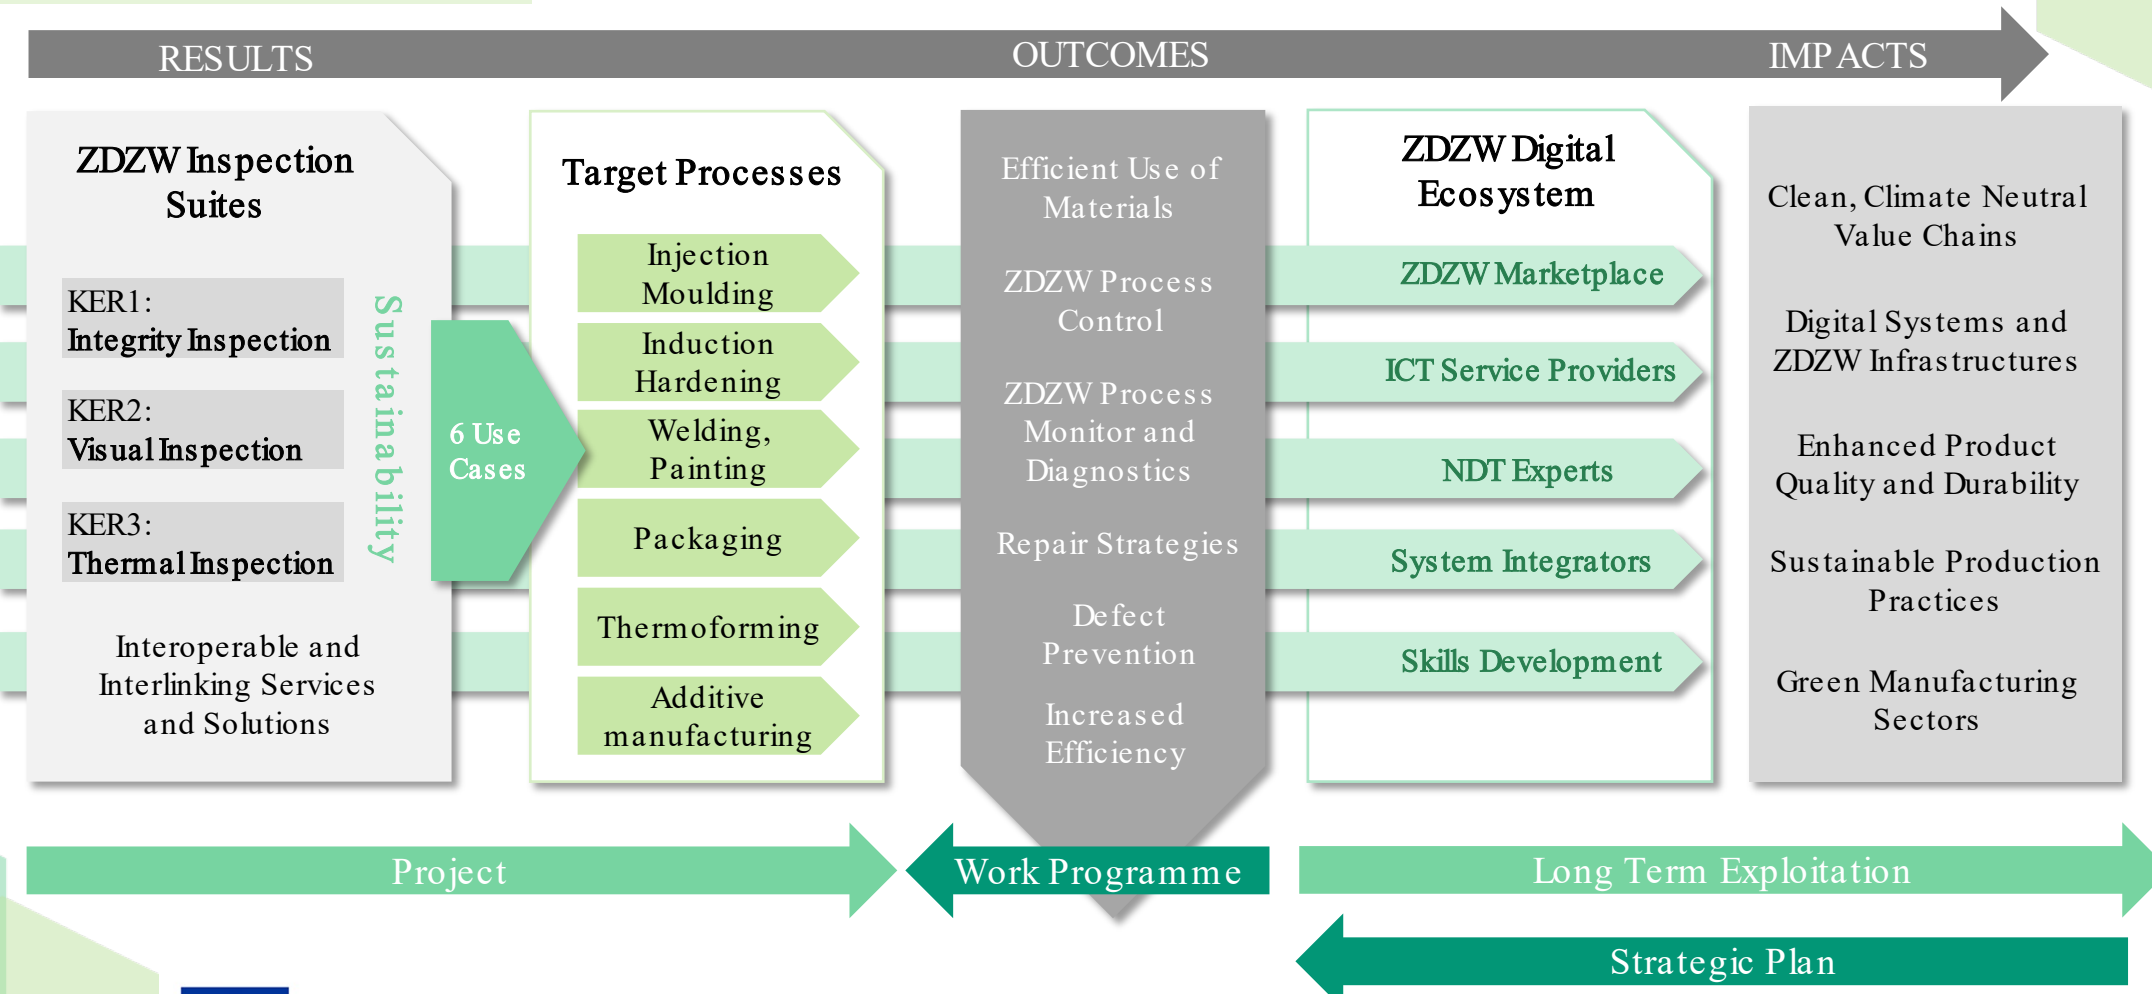 RESULTS
OUTCOMES
IMPACTS
ZDZW Inspection
Suites
KER1:
Integrity Inspection
KER2:
Visual Inspection
KER3:
Thermal Inspection
Sustainability
Interoperable and
Interlinking Services
and Solutions
6 Use
Cases
Target Processes
Injection
Moulding
Induction
Hardening
Welding,
Painting
Packaging
Thermoforming
Additive
manufacturing
Efficient Use of
Materials
ZDZW Process
Control
ZDZW Process
Monitor and
Diagnostics
Repair Strategies
Defect
Prevention
Increased
Efficiency
ZDZW Digital
Ecosystem
ZDZW Marketplace
ICT Service Providers
NDT Experts
System Integrators
Skills Development
Clean, Climate Neutral
Value Chains
Digital Systems and
ZDZW Infrastructures
Enhanced Product
Quality and Durability
Sustainable Production
Practices
Green Manufacturing
Sectors
Project
Work Programme
Long Term Exploitation
Strategic Plan